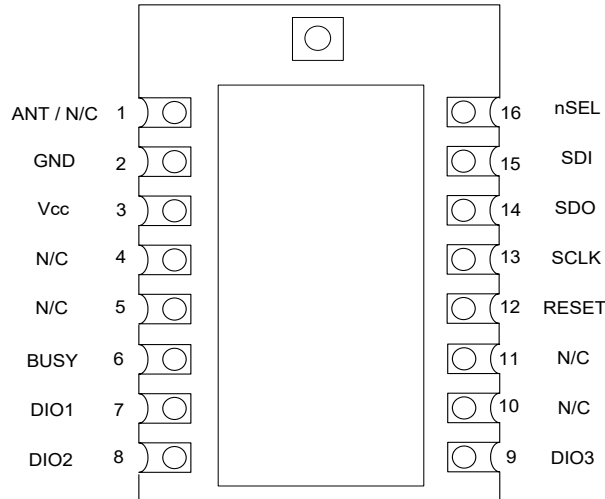 ANT / N/C 1 16 nSEL
GND 2 15 SDI
Vcc 3 14 SDO
N/C 4 13 SCLK
N/C 5 12 RESET
BUSY 6 11 N/C
DIO1 7 10 N/C
DIO2 8 9 DIO3